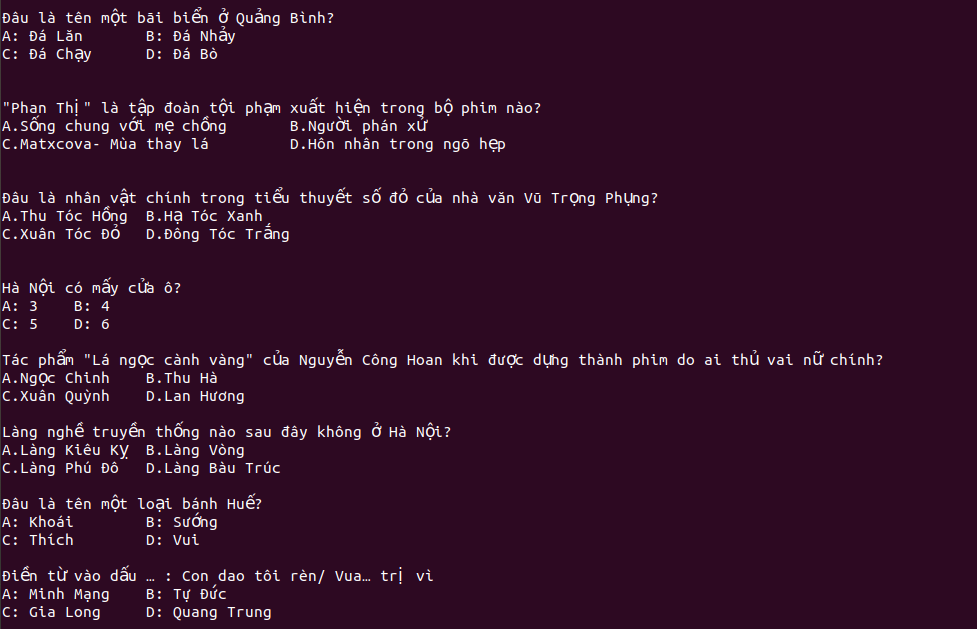 Đâu là tên một bãi biển ở Quảng Bình?
A: Đá Lăn B: Đá Nhảy
C: Đá Chạy D: Đá Bò
"Phan Thị" là tập đoàn tội phạm xuất hiện trong bộ phim nào?
A.Sống chung với mẹ chồng B.Người phán xử
C.Matxcova- Mùa thay lá D.Hôn nhân trong ngõ hẹp
Đâu là nhân vật chính trong tiểu thuyết số đỏ của nhà văn Vũ Trọng Phụng?
A.Thu Tóc Hồng B.Hạ Tóc Xanh
C.Xuân Tóc Đỏ D.Đông Tóc Trắng
Hà Nội có mấy cửa ô?
A: 3 B: 4
C: 5 D: 6
Tác phẩm "Lá ngọc cành vàng" của Nguyễn Công Hoan khi được dựng thành phim do ai thủ vai nữ chính?
A.Ngọc Chinh B.Thu Hà
C.Xuân Quỳnh D.Lan Hương
Làng nghề truyền thống nào sau đây không ở Hà Nội?
A.Làng Kiêu Kỵ B.Làng Vòng
C.Làng Phú Đô D.Làng Bàu Trúc
Đâu là tên một loại bánh Huế?
A: Khoái B: Sướng
C: Thích D: Vui
Điền từ vào dấu … : Con dao tôi rèn/ Vua… trị vì
A: Minh Mạng B: Tự Đức
C: Gia Long D: Quang Trung